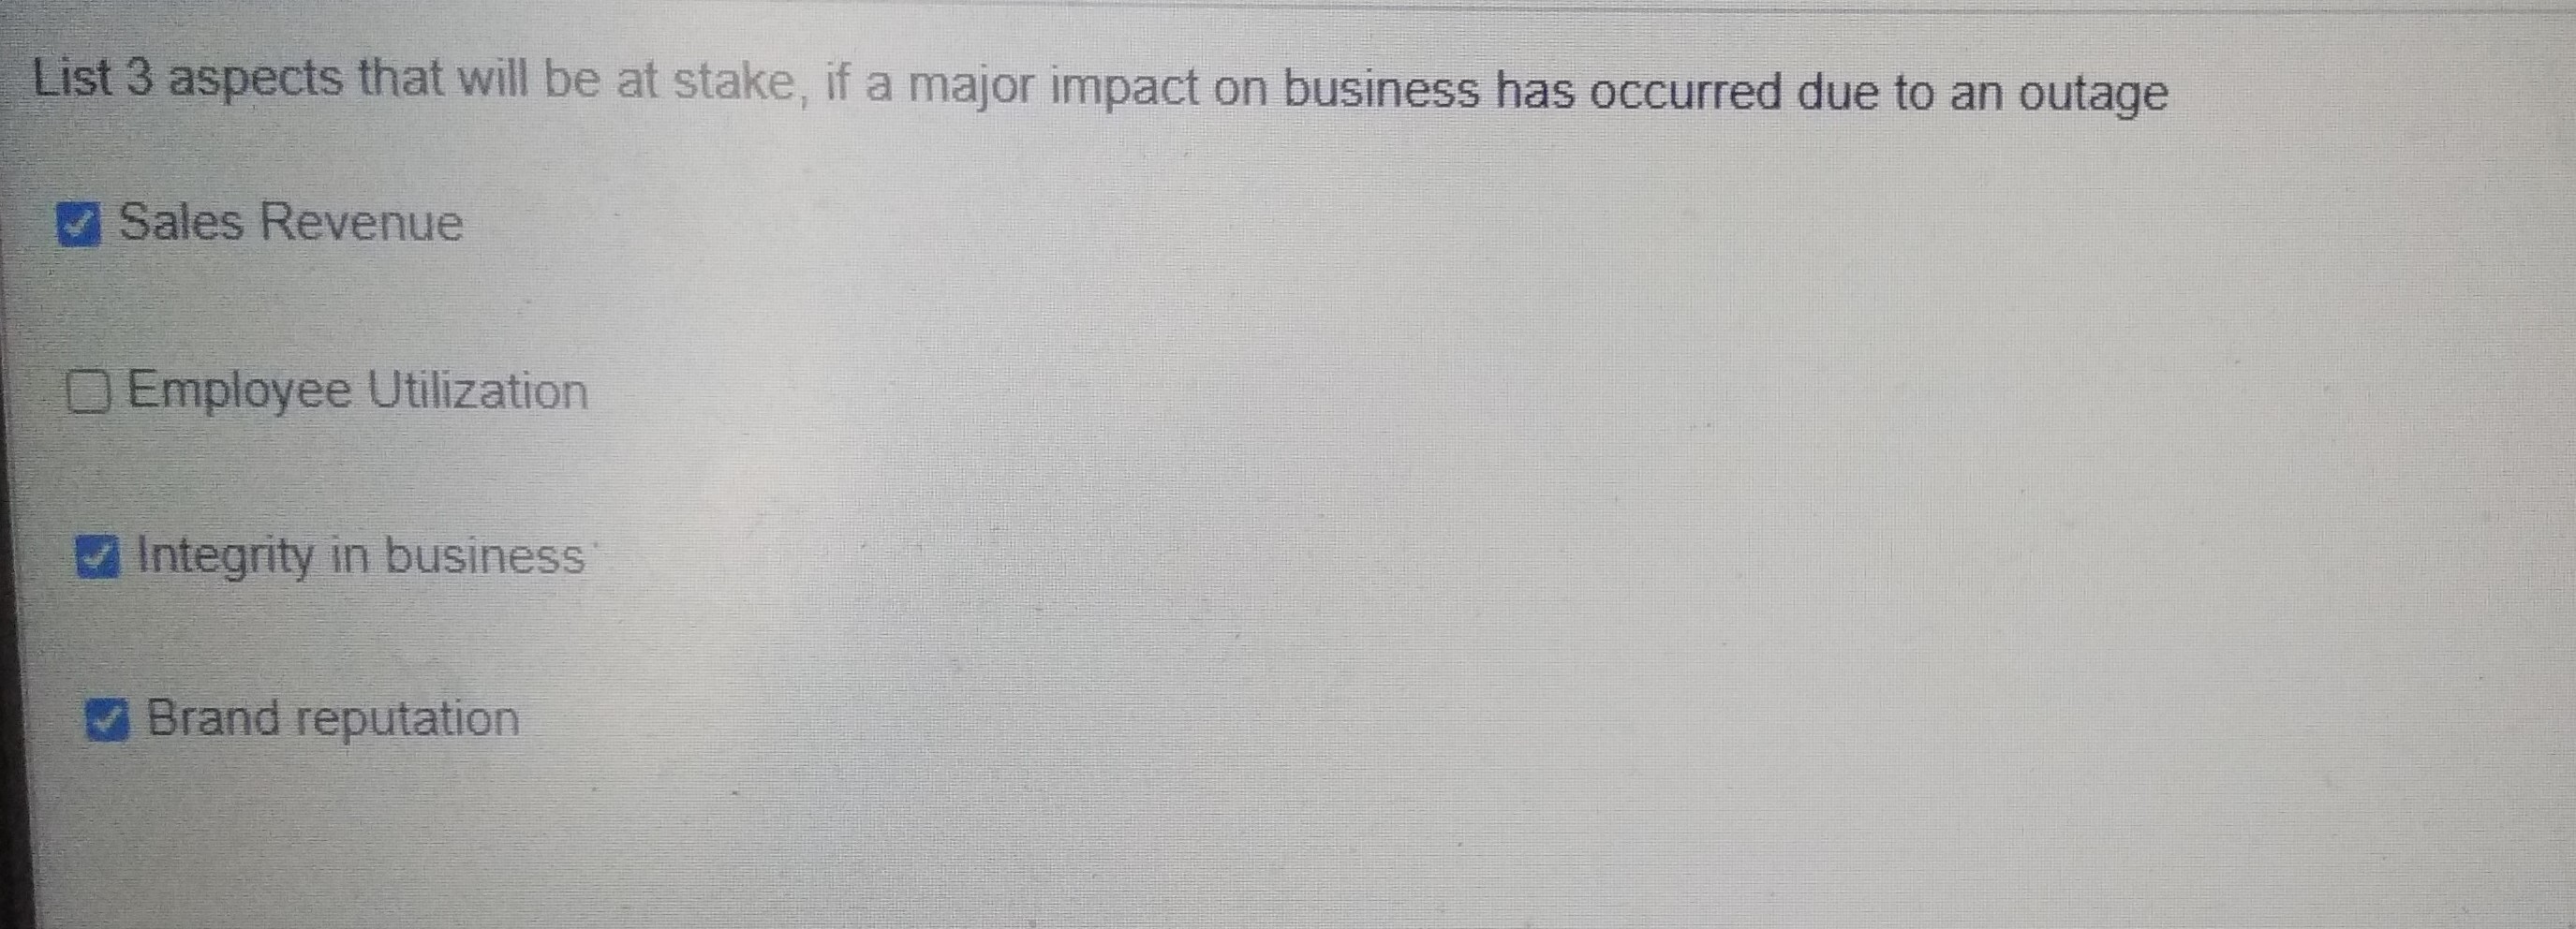 List 3 aspects that will be at stake, if a major impact on business has occurred due to an outage
Sales Revenue
Employee Utilization
Integrity in business
Brand reputation